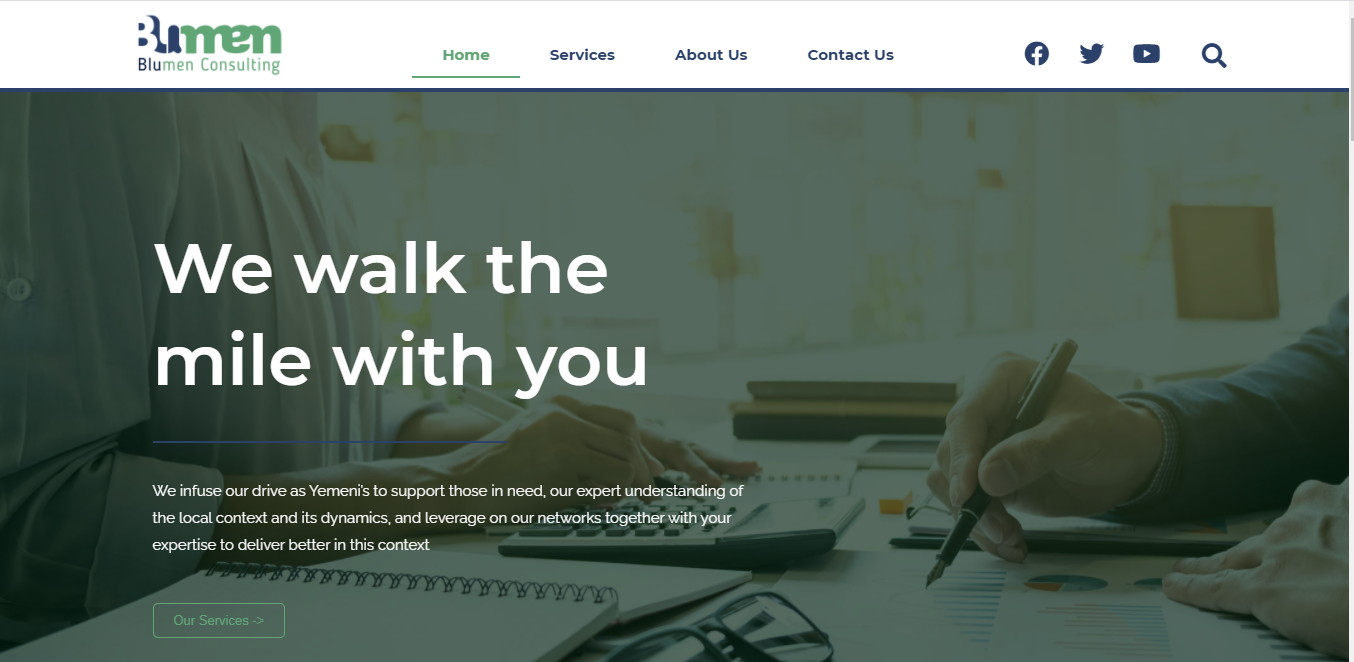 Blumen
Blumen Consulting
Home
Services
About Us
Contact Us
We walk the
mile with you
We infuse our drive as Yemeni's to support those in need, our expert understanding of
the local context and its dynamics, and leverage on our networks together with your
expertise to deliver better in this context
Our Services ->